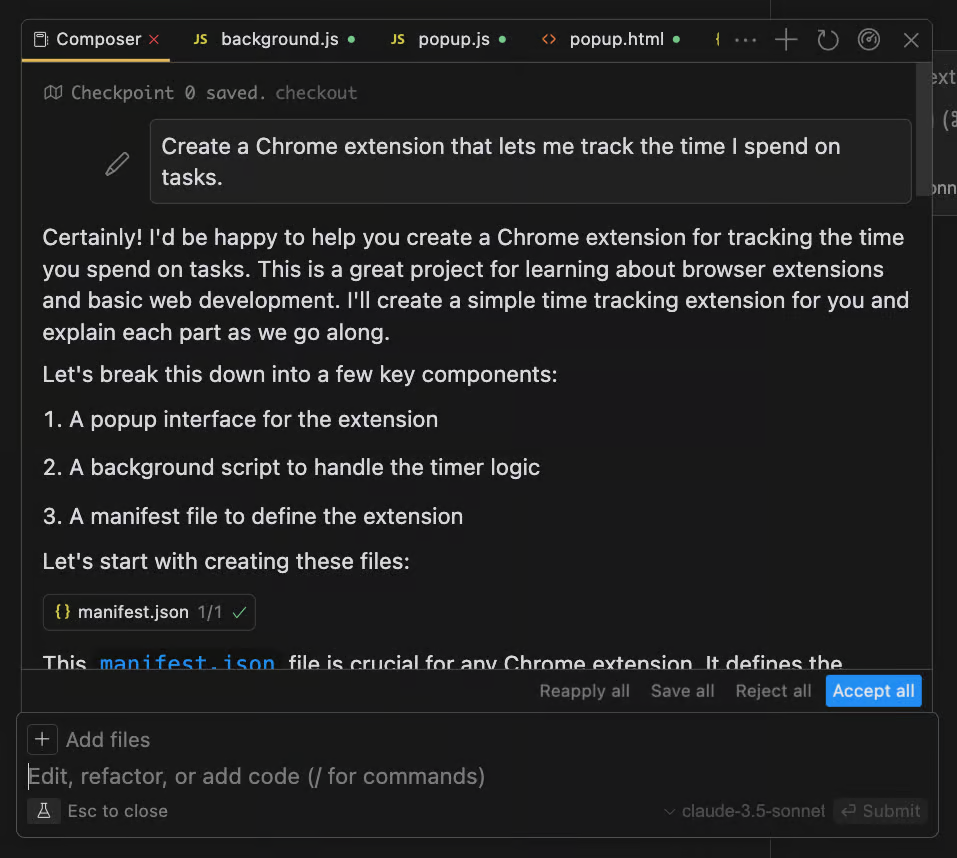 Composer
JS background.js
JS popup.js
<> popup.html
{
Checkpoint 0 saved. checkout
Create a Chrome extension that lets me track the time I spend on
tasks.
Certainly! I'd be happy to help you create a Chrome extension for tracking the time
you spend on tasks. This is a great project for learning about browser extensions
and basic web development. I'll create a simple time tracking extension for you and
explain each part as we go along.
Let's break this down into a few key components:
1. A popup interface for the extension
2. A background script to handle the timer logic
3. A manifest file to define the extension
Let's start with creating these files:
{} manifest.json 1/1
This manifest.json file is crucial for any Chrome extension. It defines the
Reapply all Save all Reject all Accept all
+ Add files
Edit, refactor, or add code (/ for commands)
Esc to close
claude-3.5-sonnet
Submit